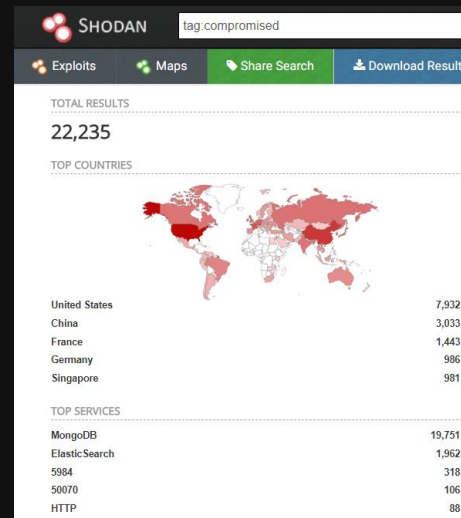 SHODAN tag:compromised
Exploits Maps Share Search Download Result
TOTAL RESULTS
22,235
TOP COUNTRIES
United States 7,932
China 3,033
France 1,443
Germany 986
Singapore 981
TOP SERVICES
MongoDB 19,751
ElasticSearch 1,962
5984 318
50070 106
HTTP 88